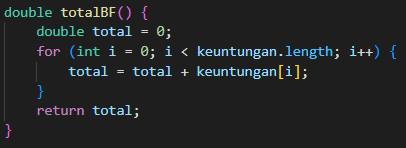 double totalBF() {
    double total = 0;
    for (int i = 0; i < keuntungan.length; i++) {
        total = total + keuntungan[i];
    }
    return total;
}